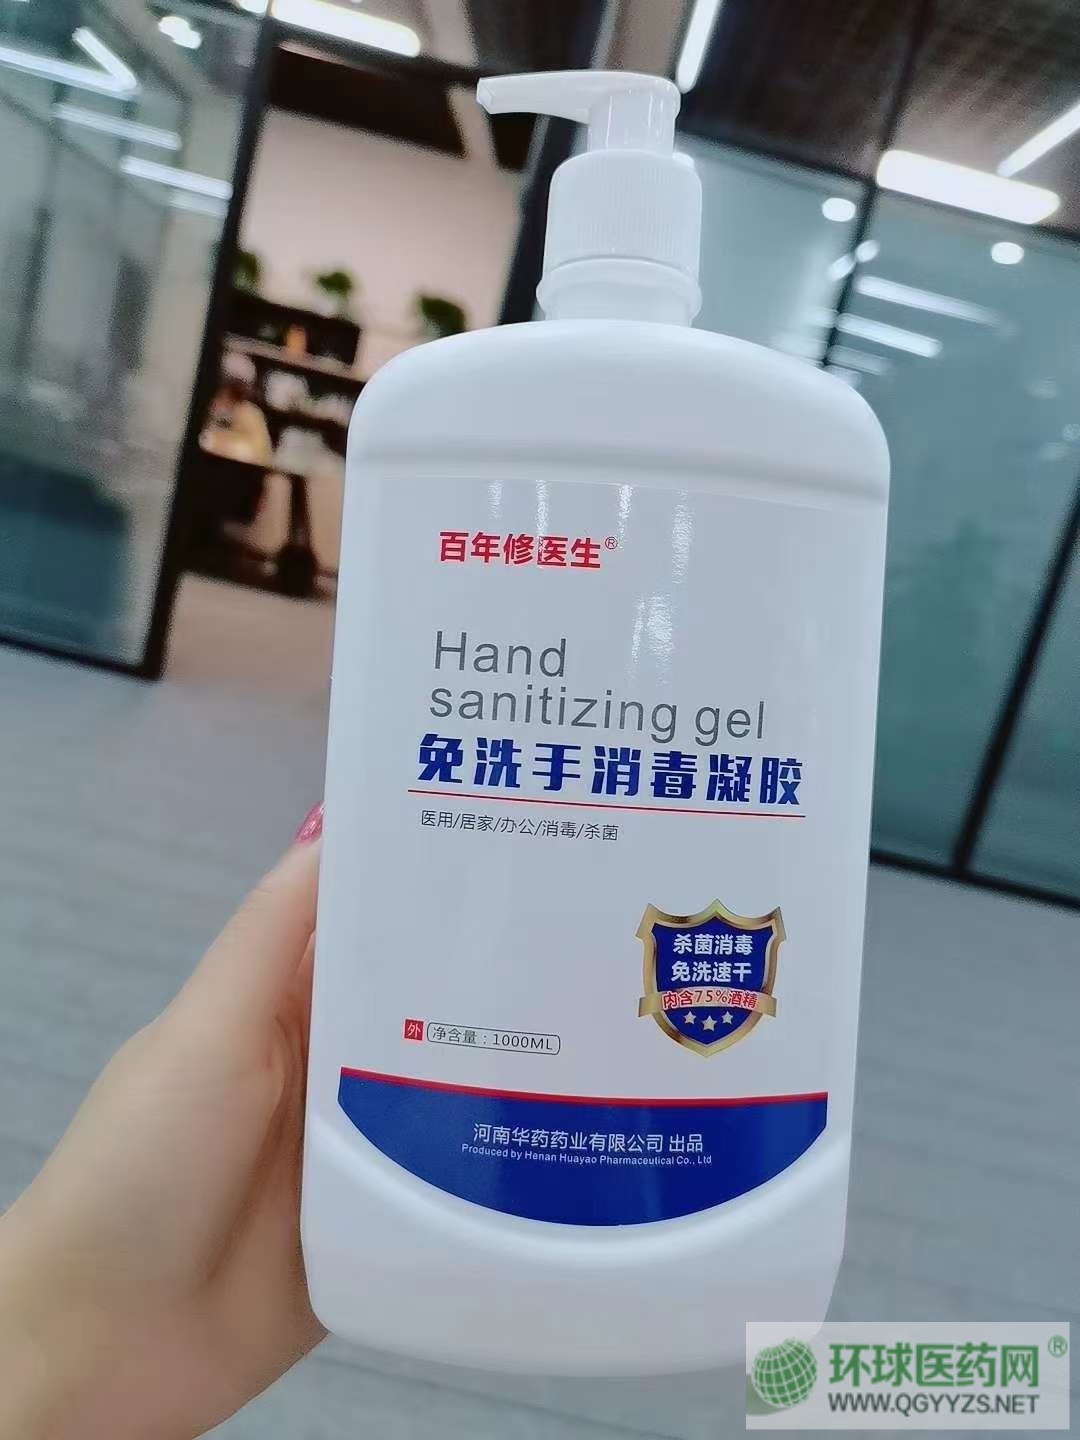 百年修医生®
Hand
sanitizing gel
免洗手消毒凝胶
医用/居家/办公/消毒/杀菌
杀菌消毒
免洗速干
内含75%酒精
外 净含量：1000ML
河南华药药业有限公司 出品
Produced by Henan Huayao Pharmaceutical Co., Ltd
环球医药网®
WWW.QGYYZS.NET